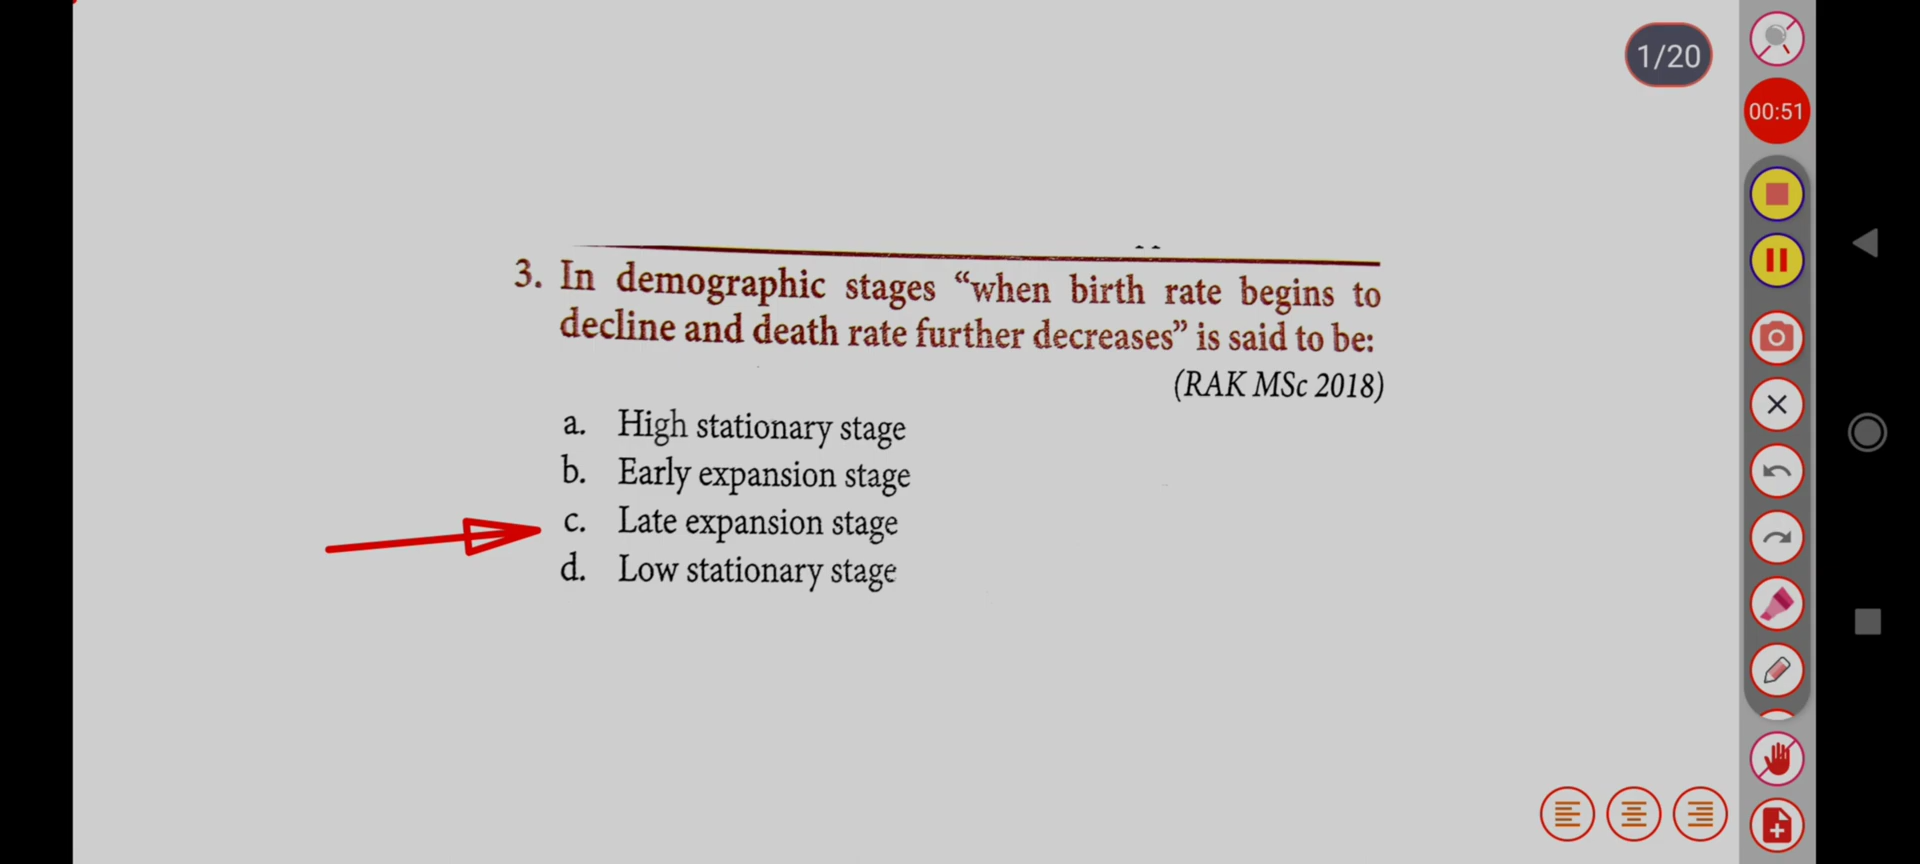 1/20
00:51
3. In demographic stages “when birth rate begins to
decline and death rate further decreases” is said to be:
(RAK MSc 2018)
a. High stationary stage
b. Early expansion stage
c. Late expansion stage
d. Low stationary stage